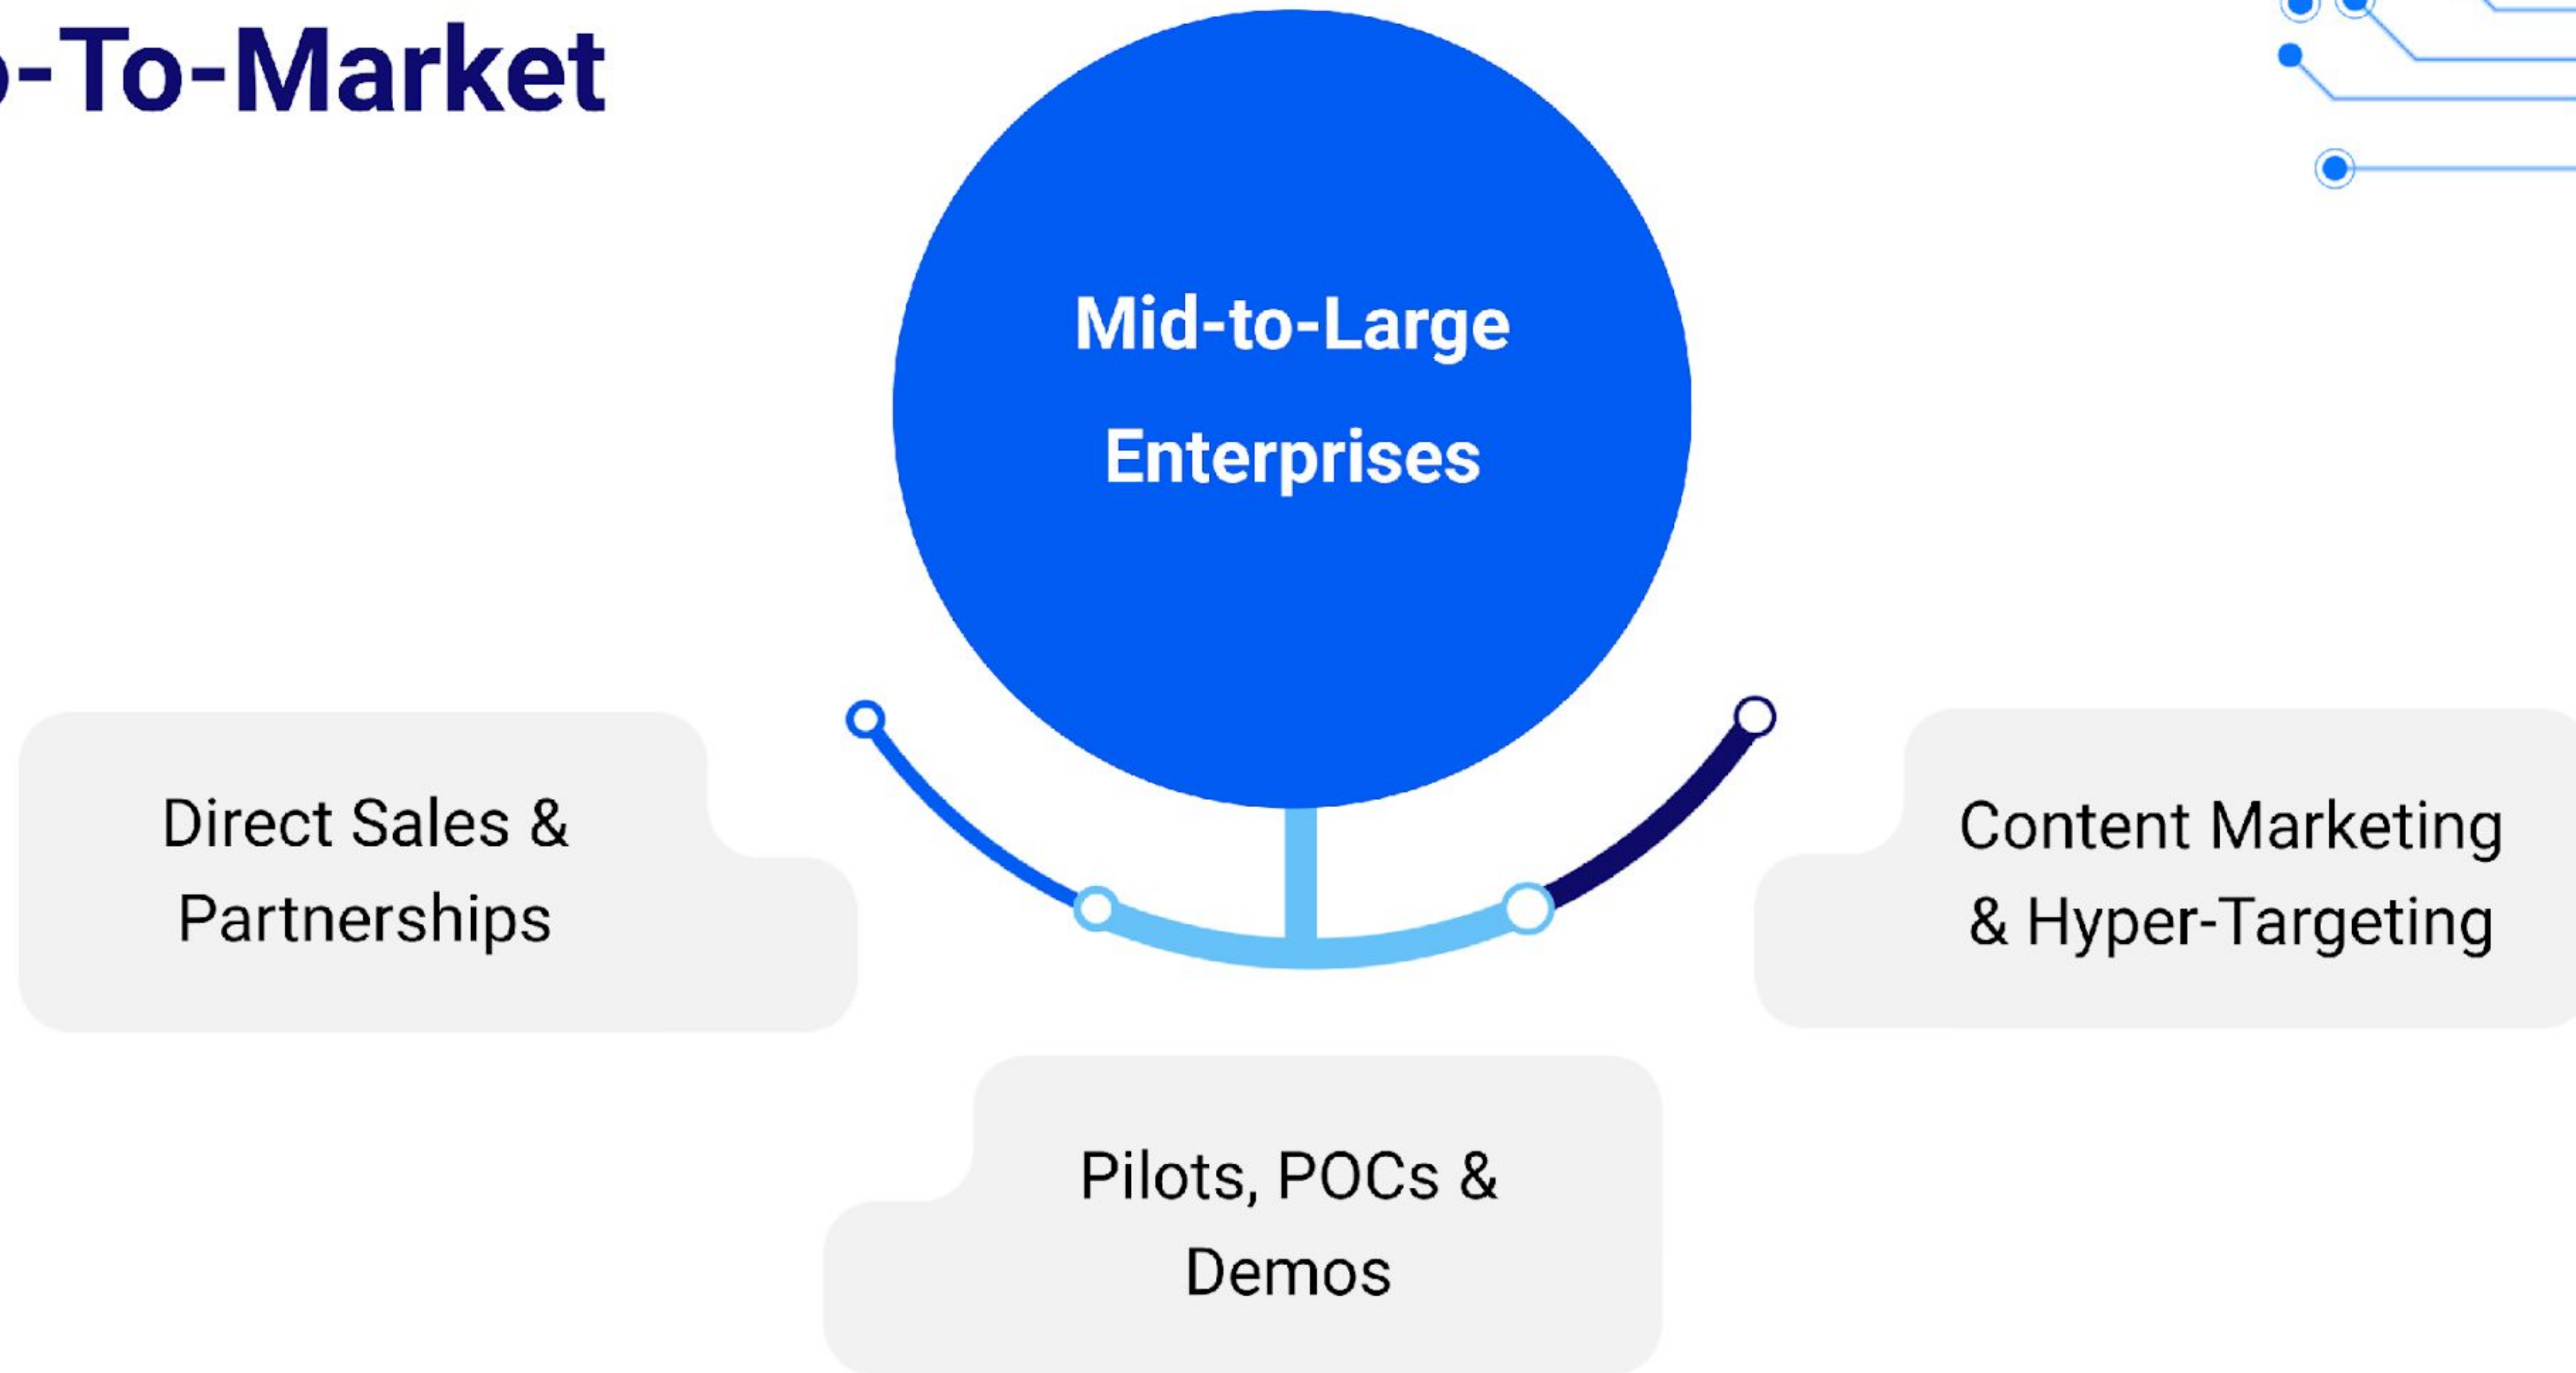 o-To-Market
Mid-to-Large
Enterprises
Direct Sales &
Partnerships
Content Marketing
& Hyper-Targeting
Pilots, POCs &
Demos